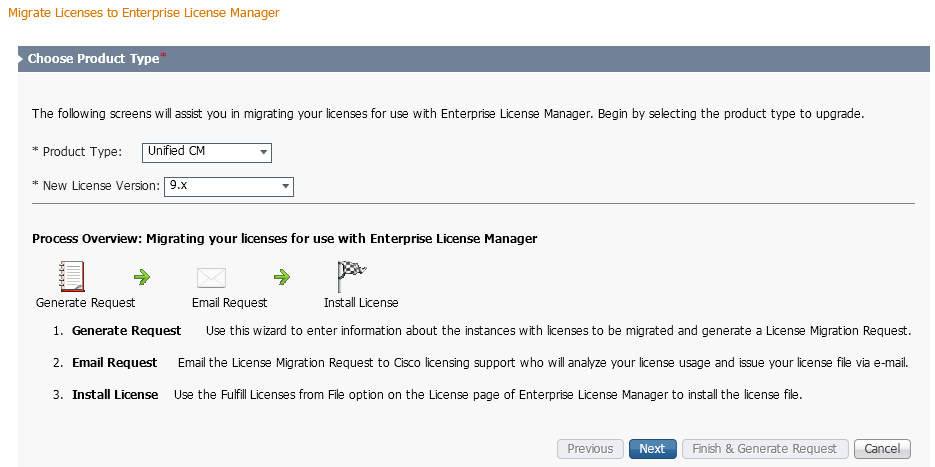 Migrate Licenses to Enterprise License Manager
Choose Product Type*
The following screens will assist you in migrating your licenses for use with Enterprise License Manager. Begin by selecting the product type to upgrade.
* Product Type: Unified CM
* New License Version: 9.x
Process Overview: Migrating your licenses for use with Enterprise License Manager
Generate Request Email Request Install License
1. Generate Request Use this wizard to enter information about the instances with licenses to be migrated and generate a License Migration Request.
2. Email Request Email the License Migration Request to Cisco licensing support who will analyze your license usage and issue your license file via e-mail.
3. Install License Use the Fulfill Licenses from File option on the License page of Enterprise License Manager to install the license file.
Previous Next Finish & Generate Request Cancel